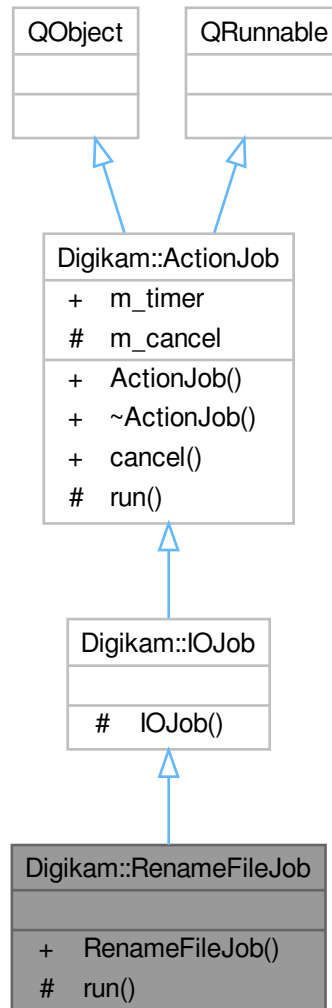 QObject
QRunnable
Digikam::ActionJob
+ m_timer
# m_cancel
+ ActionJob()
+ ~ActionJob()
+ cancel()
# run()
Digikam::IOJob
# IOJob()
Digikam::RenameFileJob
+ RenameFileJob()
# run()